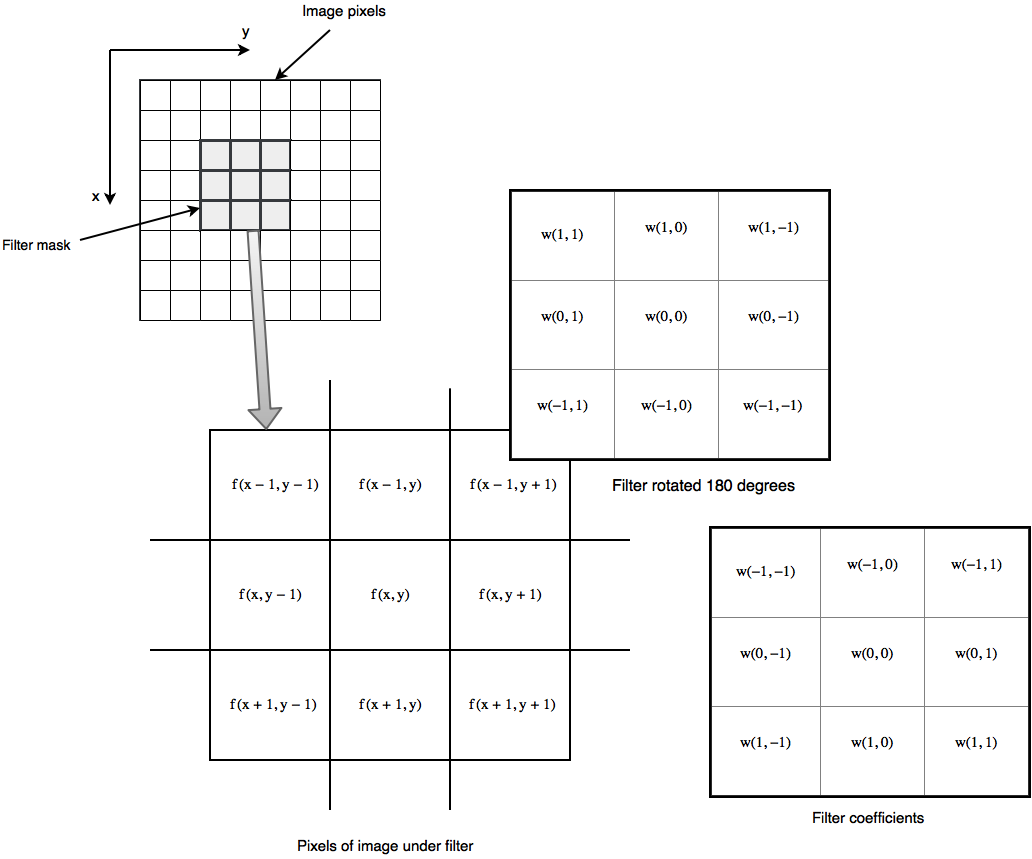 Image pixels
y
x
Filter mask
w(1, 1) w(1, 0) w(1, −1)
w(0, 1) w(0, 0) w(0, −1)
w(−1, 1) w(−1, 0) w(−1, −1)
Filter rotated 180 degrees
f(x − 1, y − 1) f(x − 1, y) f(x − 1, y + 1)
f(x, y − 1) f(x, y) f(x, y + 1)
f(x + 1, y − 1) f(x + 1, y) f(x + 1, y + 1)
Pixels of image under filter
w(−1, −1) w(−1, 0) w(−1, 1)
w(0, −1) w(0, 0) w(0, 1)
w(1, −1) w(1, 0) w(1, 1)
Filter coefficients